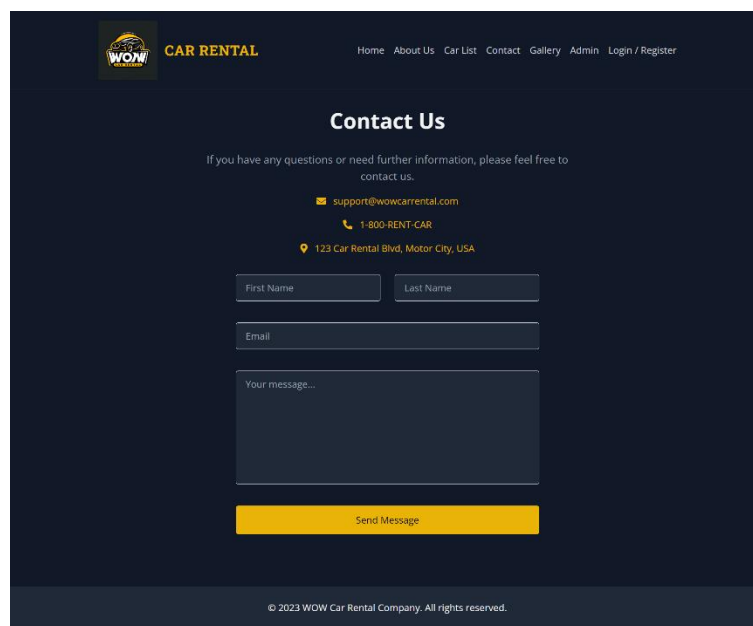 WOW
CAR RENTAL
CAR RENTAL
Home About Us Car List Contact Gallery Admin Login / Register
Contact Us
If you have any questions or need further information, please feel free to
contact us.
support@wowcarrental.com
1-800-RENT-CAR
123 Car Rental Blvd, Motor City, USA
First Name Last Name
Email
Your message...
Send Message
© 2023 WOW Car Rental Company. All rights reserved.